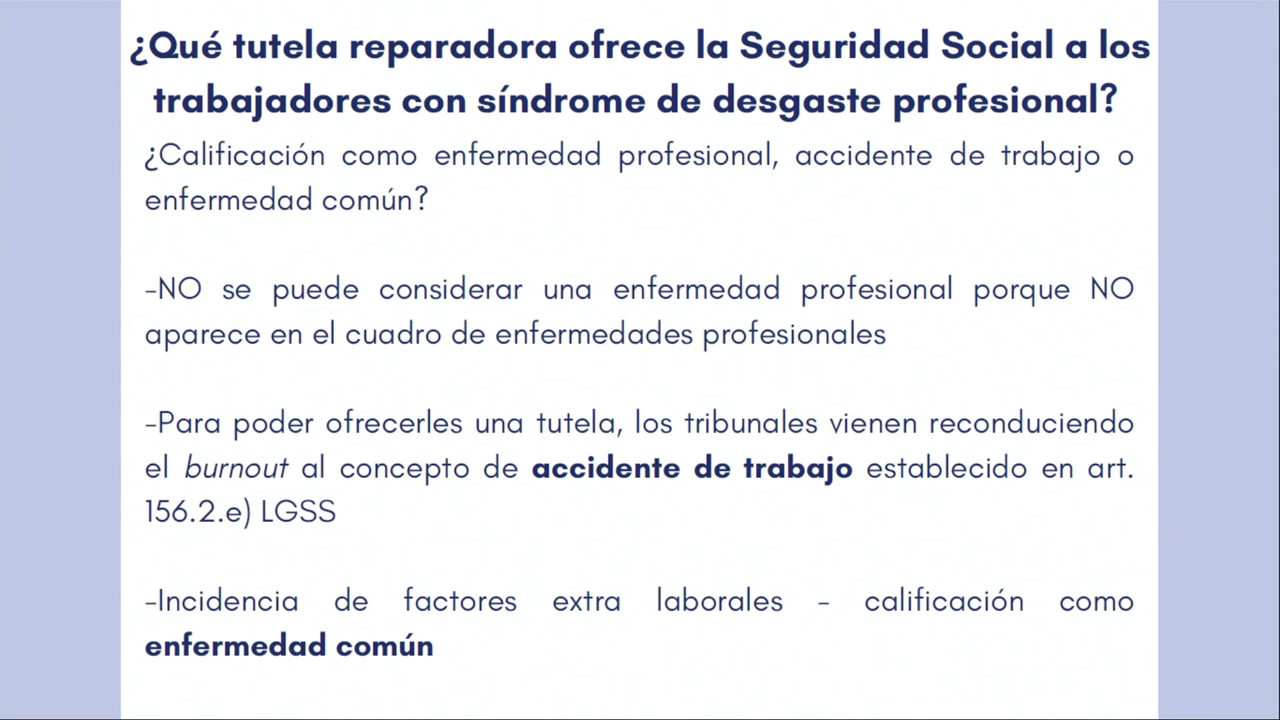 ¿Qué tutela reparadora ofrece la Seguridad Social a los
trabajadores con síndrome de desgaste profesional?
¿Calificación como enfermedad profesional, accidente de trabajo o
enfermedad común?
-NO se puede considerar una enfermedad profesional porque NO
aparece en el cuadro de enfermedades profesionales
-Para poder ofrecerles una tutela, los tribunales vienen reconduciendo
el burnout al concepto de accidente de trabajo establecido en art.
156.2.e) LGSS
-Incidencia de factores extra laborales - calificación como
enfermedad común